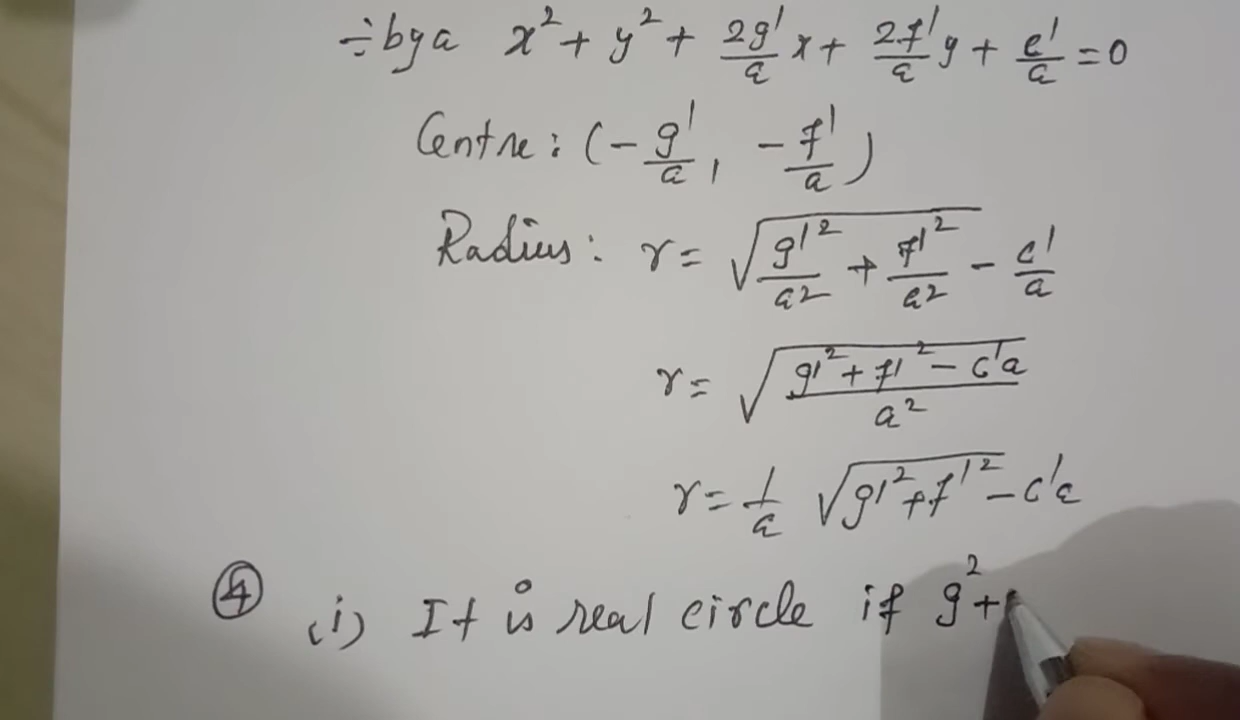 ÷ by a x² + y² + 2g'/a x + 2f'/a y + c'/a = 0
Centre: (-g'/a, -f'/a)
Radius: r = √(g'²/a² + f'²/a² - c'/a)
r = √((g'² + f'² - c'a)/a²)
r = 1/a √(g'² + f'² - c'a)
④ (i) It is real circle if g² +